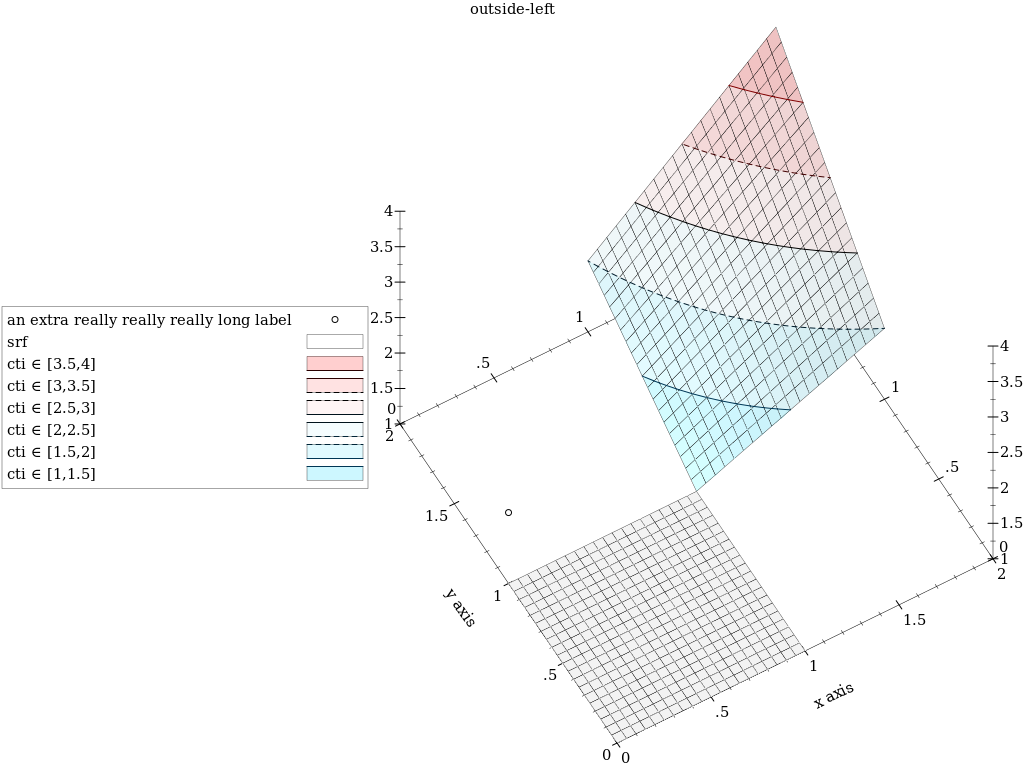 outside-left
an extra really really really long label
srf
cti ∈ [3.5,4]
cti ∈ [3,3.5]
cti ∈ [2.5,3]
cti ∈ [2,2.5]
cti ∈ [1.5,2]
cti ∈ [1,1.5]
4
3.5
3
2.5
2
1.5
1
0
.5
1
2
1.5
1
.5
0
y axis
0
.5
1
1.5
2
x axis
4
3.5
3
2.5
2
1.5
1
0
.5
1